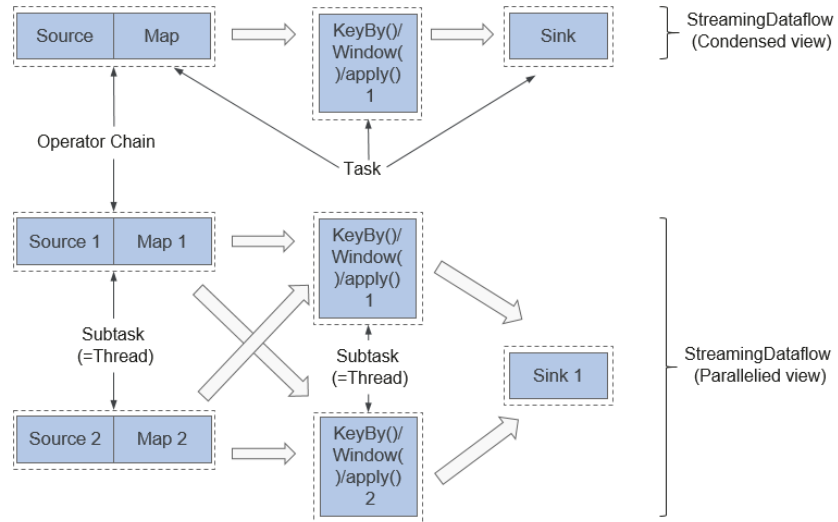 Source
Map
KeyBy()/
Window(
)/apply()
1
Sink
StreamingDataflow
(Condensed view)
Operator Chain
Task
Source 1
Map 1
KeyBy()/
Window(
)/apply()
1
Subtask
(=Thread)
Subtask
(=Thread)
Sink 1
StreamingDataflow
(Parallelied view)
Source 2
Map 2
KeyBy()/
Window(
)/apply()
2